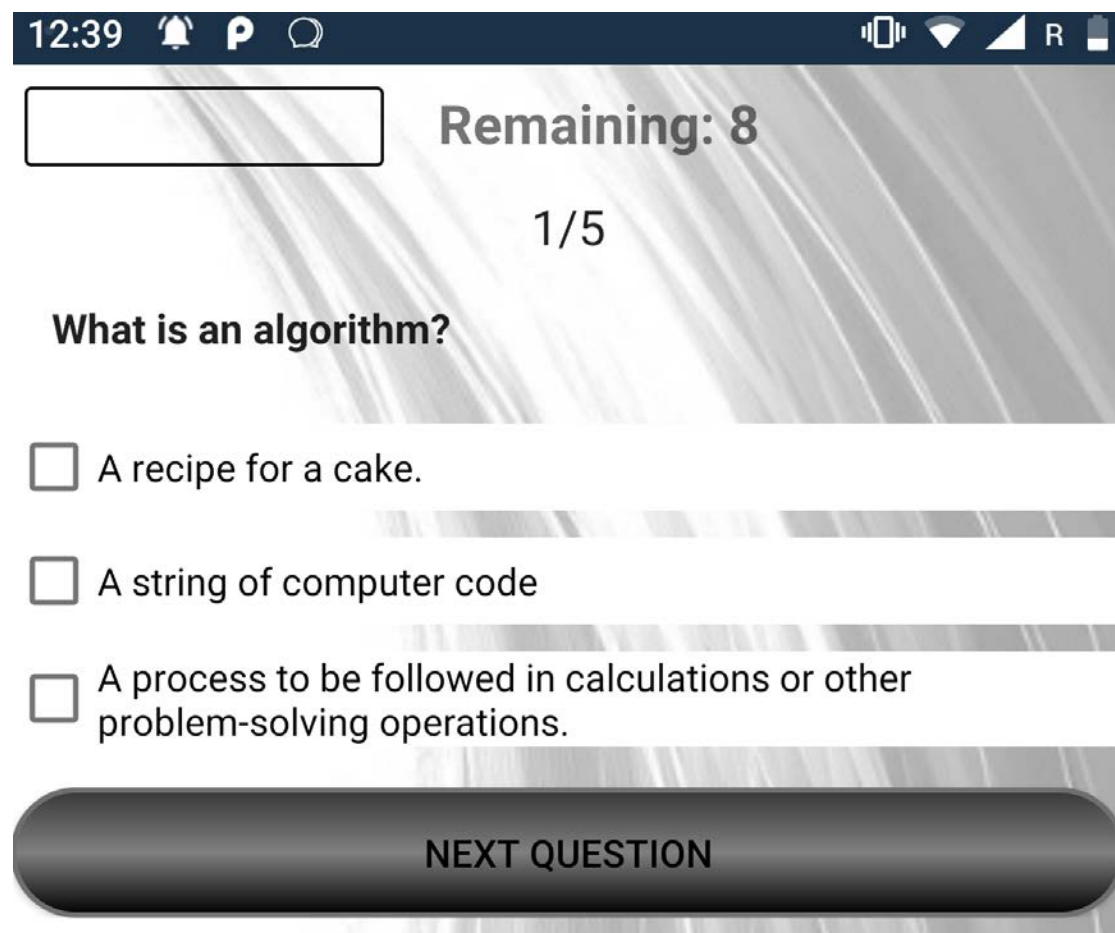 12:39 R
Remaining: 8
1/5
What is an algorithm?
A recipe for a cake.
A string of computer code
A process to be followed in calculations or other
problem-solving operations.
NEXT QUESTION